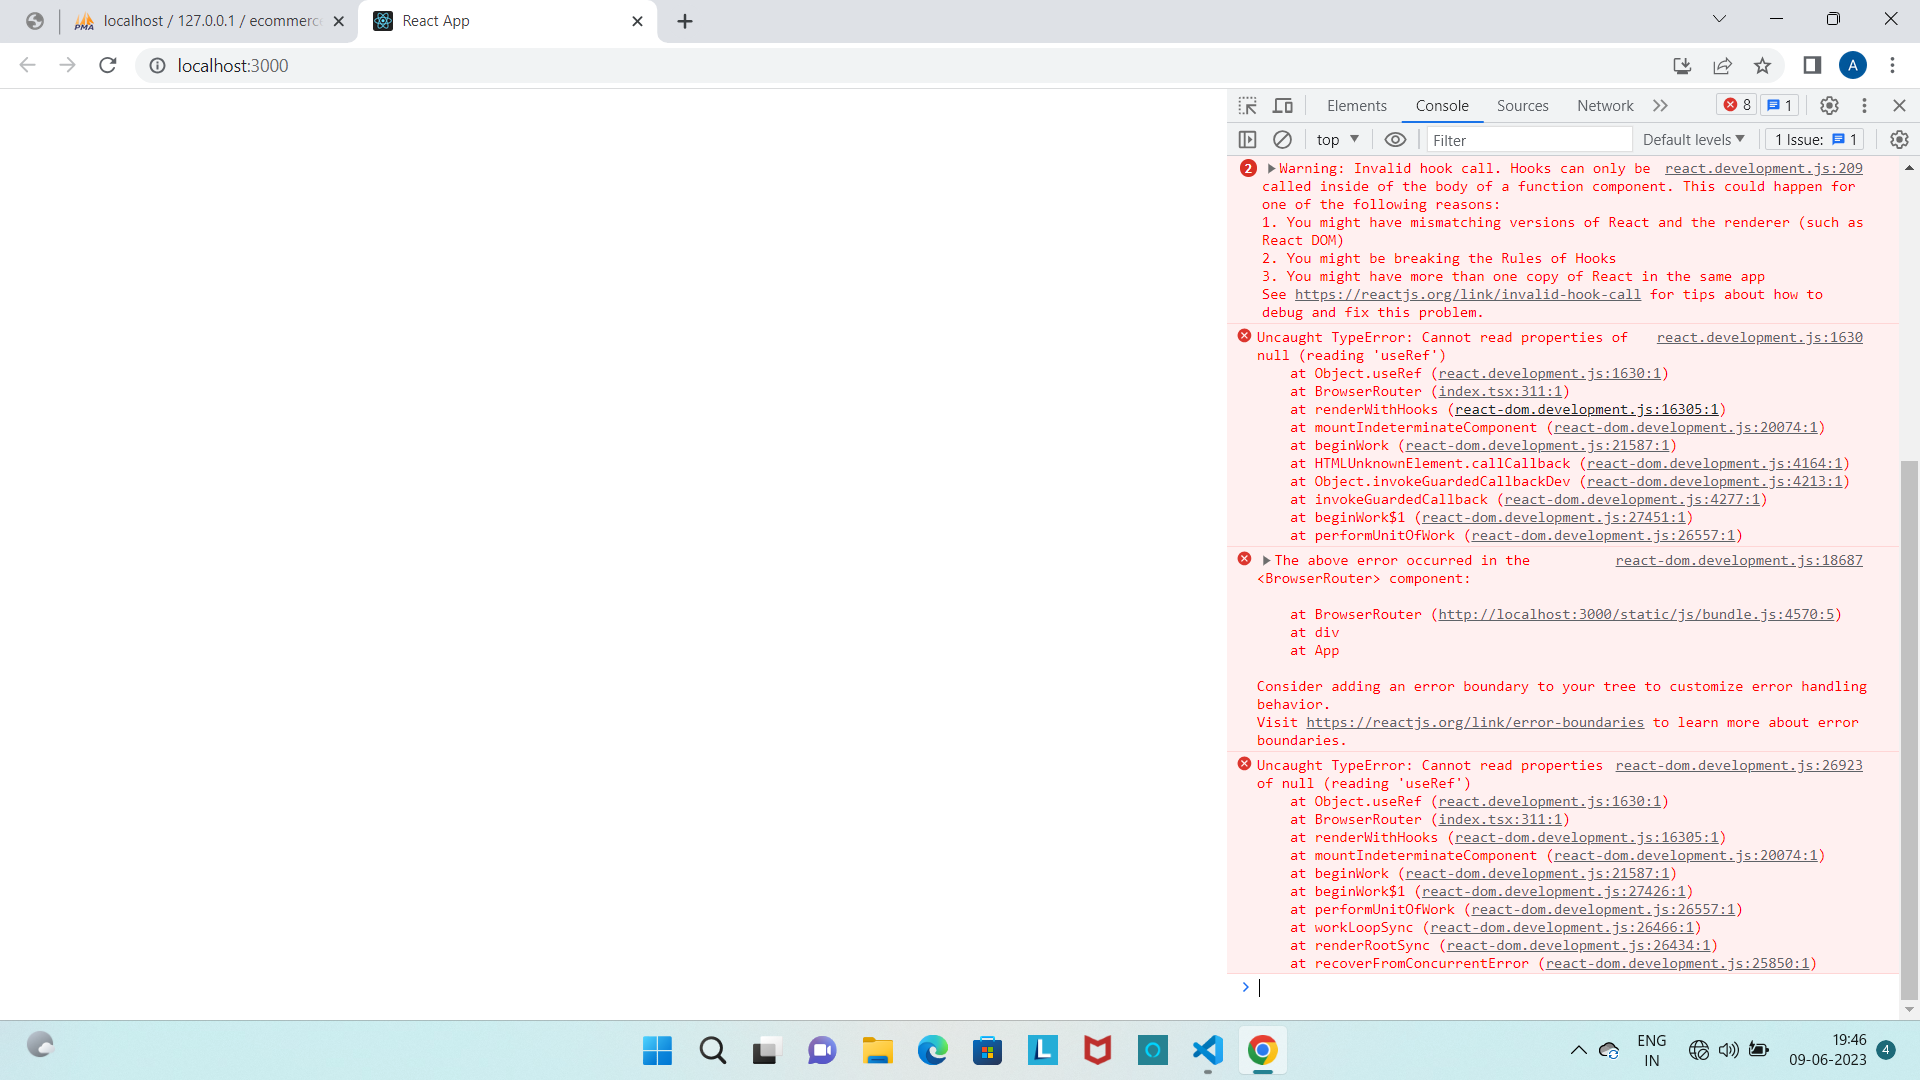 localhost / 127.0.0.1 / ecommerc
React App
localhost:3000
A
Elements Console Sources Network 8 1
top Filter Default levels 1 Issue: 1
2 Warning: Invalid hook call. Hooks can only be react.development.js:209
called inside of the body of a function component. This could happen for
one of the following reasons:
1. You might have mismatching versions of React and the renderer (such as
React DOM)
2. You might be breaking the Rules of Hooks
3. You might have more than one copy of React in the same app
See https://reactjs.org/link/invalid-hook-call for tips about how to
debug and fix this problem.
Uncaught TypeError: Cannot read properties of react.development.js:1630
null (reading 'useRef')
at Object.useRef (react.development.js:1630:1)
at BrowserRouter (index.tsx:311:1)
at renderWithHooks (react-dom.development.js:16305:1)
at mountIndeterminateComponent (react-dom.development.js:20074:1)
at beginWork (react-dom.development.js:21587:1)
at HTMLUnknownElement.callCallback (react-dom.development.js:4164:1)
at Object.invokeGuardedCallbackDev (react-dom.development.js:4213:1)
at invokeGuardedCallback (react-dom.development.js:4277:1)
at beginWork$1 (react-dom.development.js:27451:1)
at performUnitOfWork (react-dom.development.js:26557:1)
The above error occurred in the react-dom.development.js:18687
<BrowserRouter> component:
at BrowserRouter (http://localhost:3000/static/js/bundle.js:4570:5)
at div
at App
Consider adding an error boundary to your tree to customize error handling
behavior.
Visit https://reactjs.org/link/error-boundaries to learn more about error
boundaries.
Uncaught TypeError: Cannot read properties react-dom.development.js:26923
of null (reading 'useRef')
at Object.useRef (react.development.js:1630:1)
at BrowserRouter (index.tsx:311:1)
at renderWithHooks (react-dom.development.js:16305:1)
at mountIndeterminateComponent (react-dom.development.js:20074:1)
at beginWork (react-dom.development.js:21587:1)
at beginWork$1 (react-dom.development.js:27426:1)
at performUnitOfWork (react-dom.development.js:26557:1)
at workLoopSync (react-dom.development.js:26466:1)
at renderRootSync (react-dom.development.js:26434:1)
at recoverFromConcurrentError (react-dom.development.js:25850:1)
PMA
L
ENG
IN
19:46
09-06-2023
4